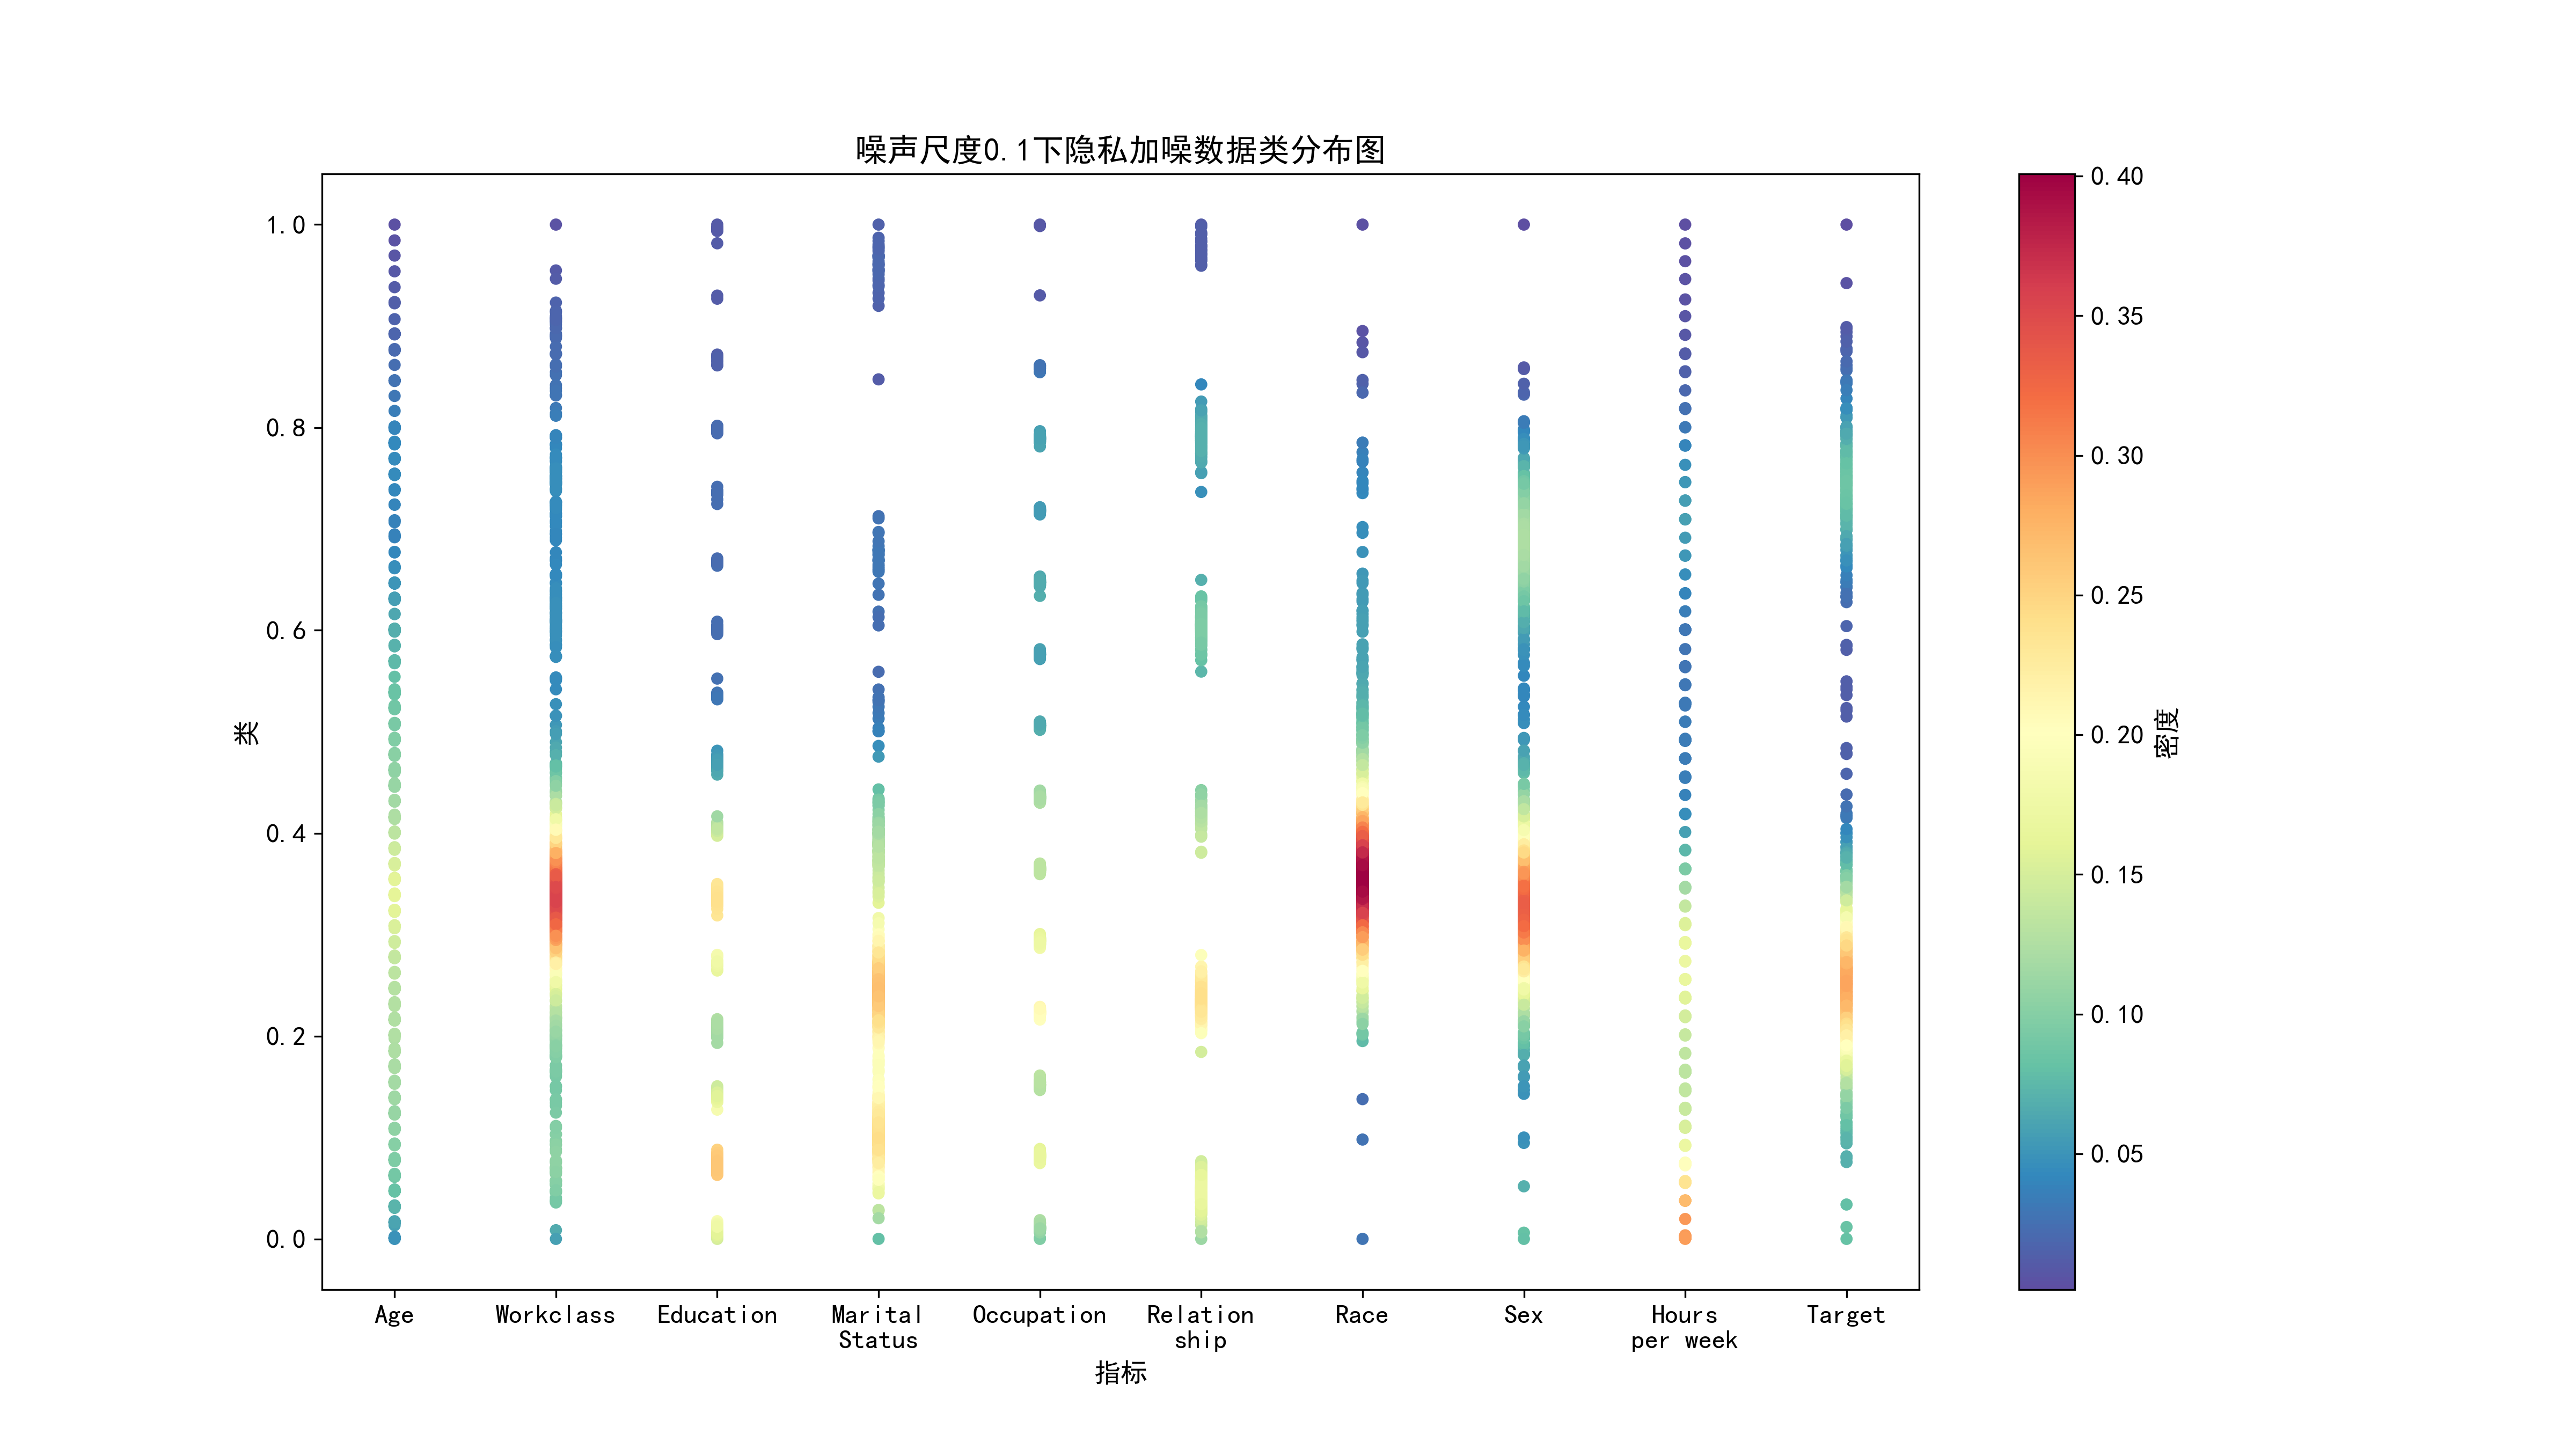 噪声尺度0.1下隐私加噪数据类分布图
类
1.0
0.8
0.6
0.4
0.2
0.0
Age
Workclass
Education
Marital
Status
Occupation
Relation
ship
Race
Sex
Hours
per week
Target
指标
0.40
0.35
0.30
0.25
0.20
0.15
0.10
0.05
密度